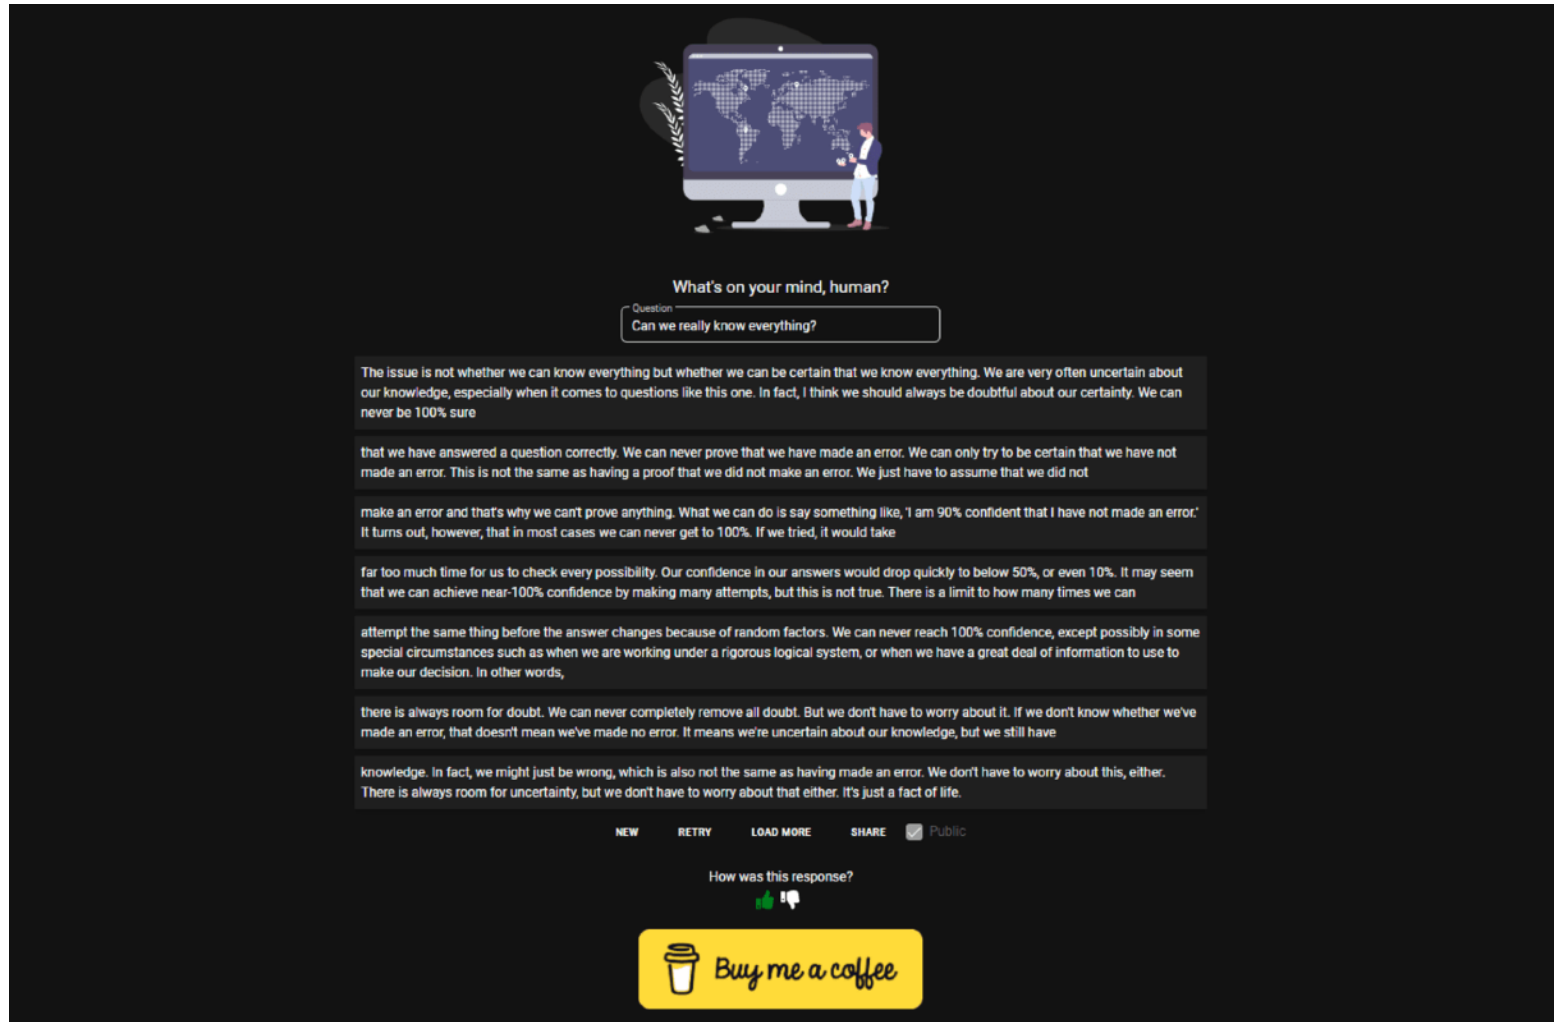 What's on your mind, human?
Question
Can we really know everything?
The issue is not whether we can know everything but whether we can be certain that we know everything. We are very often uncertain about
our knowledge, especially when it comes to questions like this one. In fact, I think we should always be doubtful about our certainty. We can
never be 100% sure
that we have answered a question correctly. We can never prove that we have made an error. We can only try to be certain that we have not
made an error. This is not the same as having a proof that we did not make an error. We just have to assume that we did not
make an error and that's why we can't prove anything. What we can do is say something like, 'I am 90% confident that I have not made an error.'
It turns out, however, that in most cases we can never get to 100%. If we tried, it would take
far too much time for us to check every possibility. Our confidence in our answers would drop quickly to below 50%, or even 10%. It may seem
that we can achieve near-100% confidence by making many attempts, but this is not true. There is a limit to how many times we can
attempt the same thing before the answer changes because of random factors. We can never reach 100% confidence, except possibly in some
special circumstances such as when we are working under a rigorous logical system, or when we have a great deal of information to use to
make our decision. In other words,
there is always room for doubt. We can never completely remove all doubt. But we don't have to worry about it. If we don't know whether we've
made an error, that doesn't mean we've made no error. It means we're uncertain about our knowledge, but we still have
knowledge. In fact, we might just be wrong, which is also not the same as having made an error. We don't have to worry about this, either.
There is always room for uncertainty, but we don't have to worry about that either. It's just a fact of life.
NEW RETRY LOAD MORE SHARE Public
How was this response?
Buy me a coffee